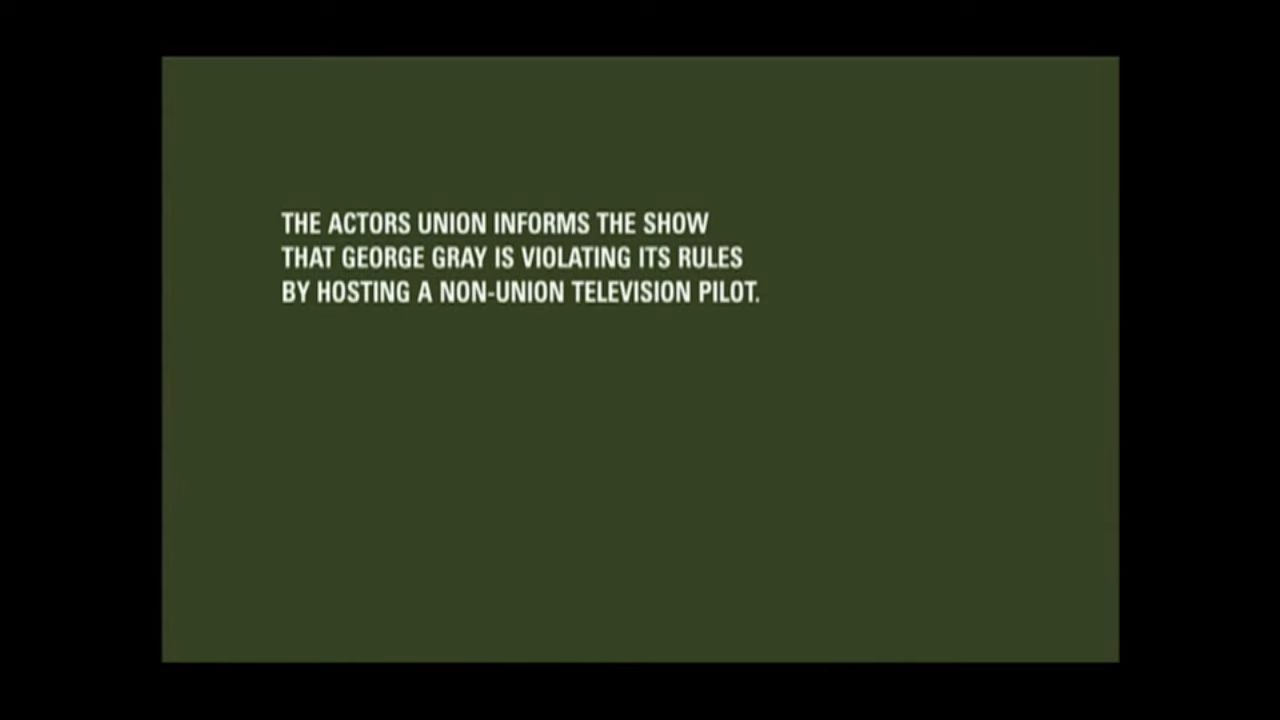 THE ACTORS UNION INFORMS THE SHOW
THAT GEORGE GRAY IS VIOLATING ITS RULES
BY HOSTING A NON-UNION TELEVISION PILOT.